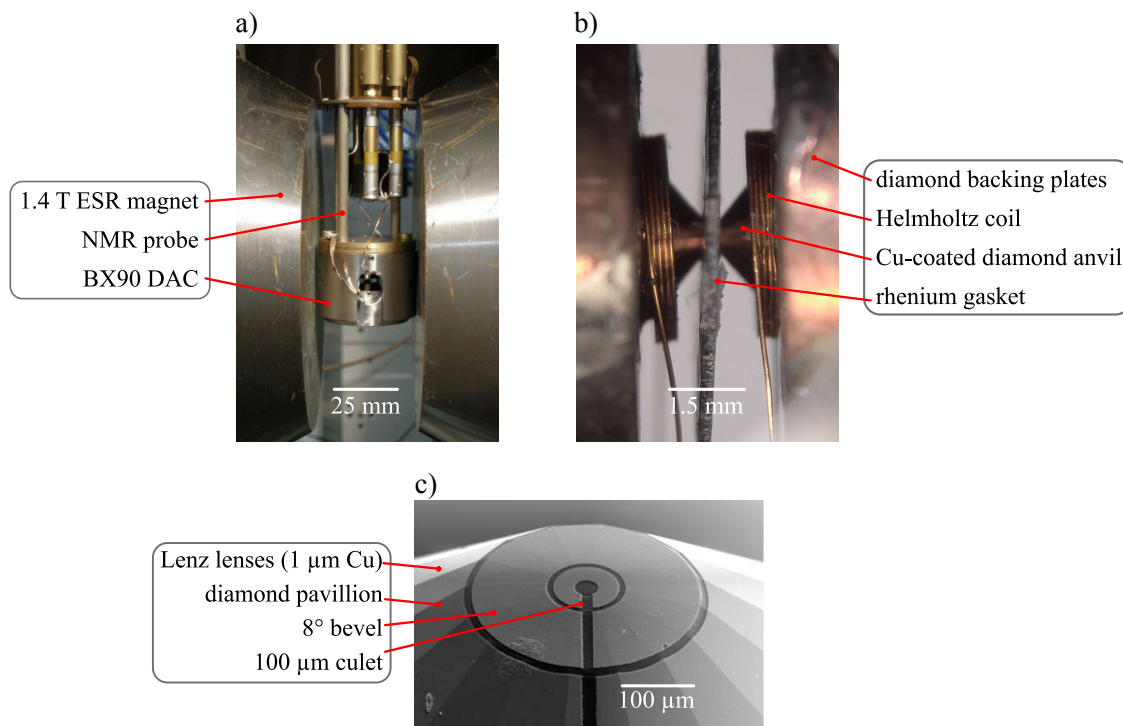 a)
b)
1.4 T ESR magnet
NMR probe
BX90 DAC
25 mm
diamond backing plates
Helmholtz coil
Cu-coated diamond anvil
rhenium gasket
1.5 mm
c)
Lenz lenses (1 µm Cu)
diamond pavillion
8° bevel
100 µm culet
100 µm